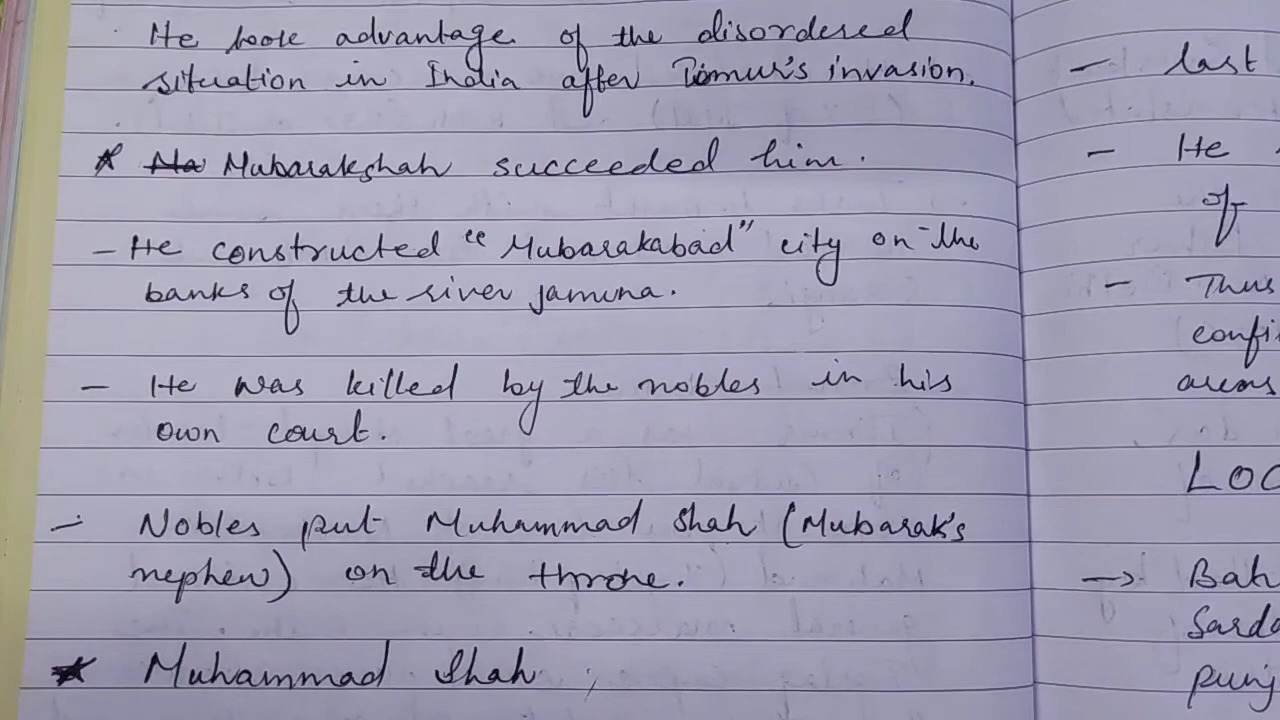 He took advantage of the disordered
situation in India after Timur's invasion.
* Mubarakshah succeeded him.
- He constructed "Mubarakabad" city on the
banks of the river Jamuna.
- He was killed by the nobles in his
own court.
- Nobles put Muhammad Shah (Mubarak's
nephew) on the throne.
* Muhammad Shah ;
- last
- He
of
- Thus
confi
areas
LOD
→ Bah
Sarda
punj